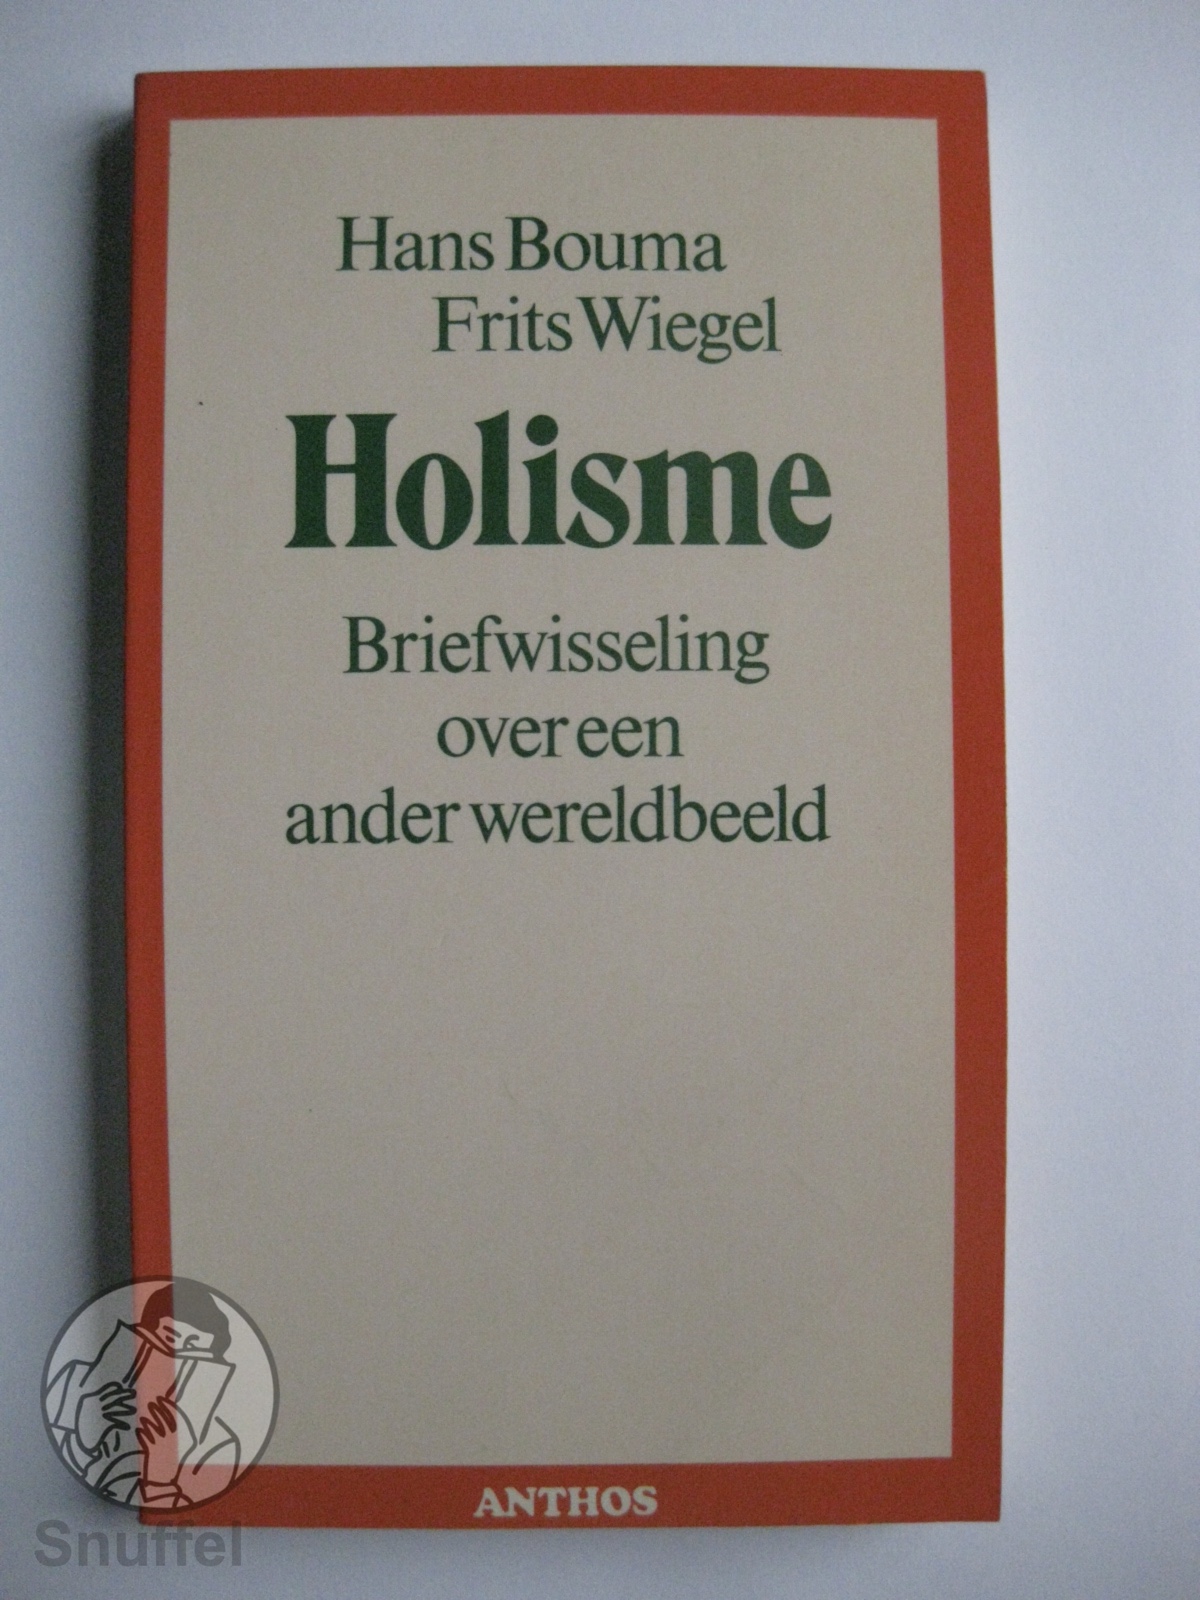 Hans Bouma
Frits Wiegel
Holisme
Briefwisseling
over een
ander wereldbeeld
ANTHOS
Snuffel